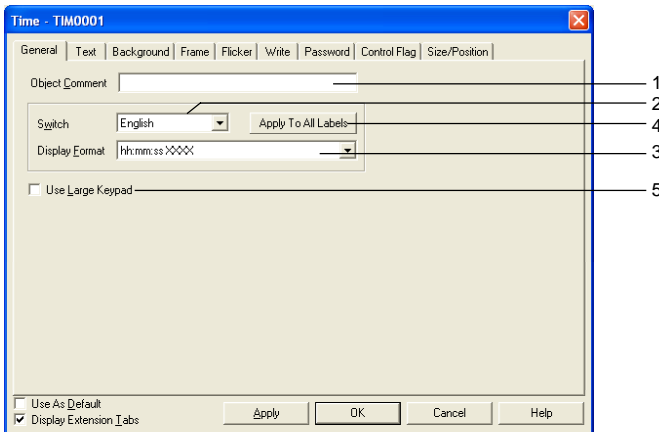 Time - TIM0001
General Text Background Frame Flicker Write Password Control Flag Size/Position
Object Comment 1
2
Switch English Apply To All Labels 4
Display Format hh:mm:ss XXXX 3
Use Large Keypad 5
Use As Default
Display Extension Tabs
Apply OK Cancel Help